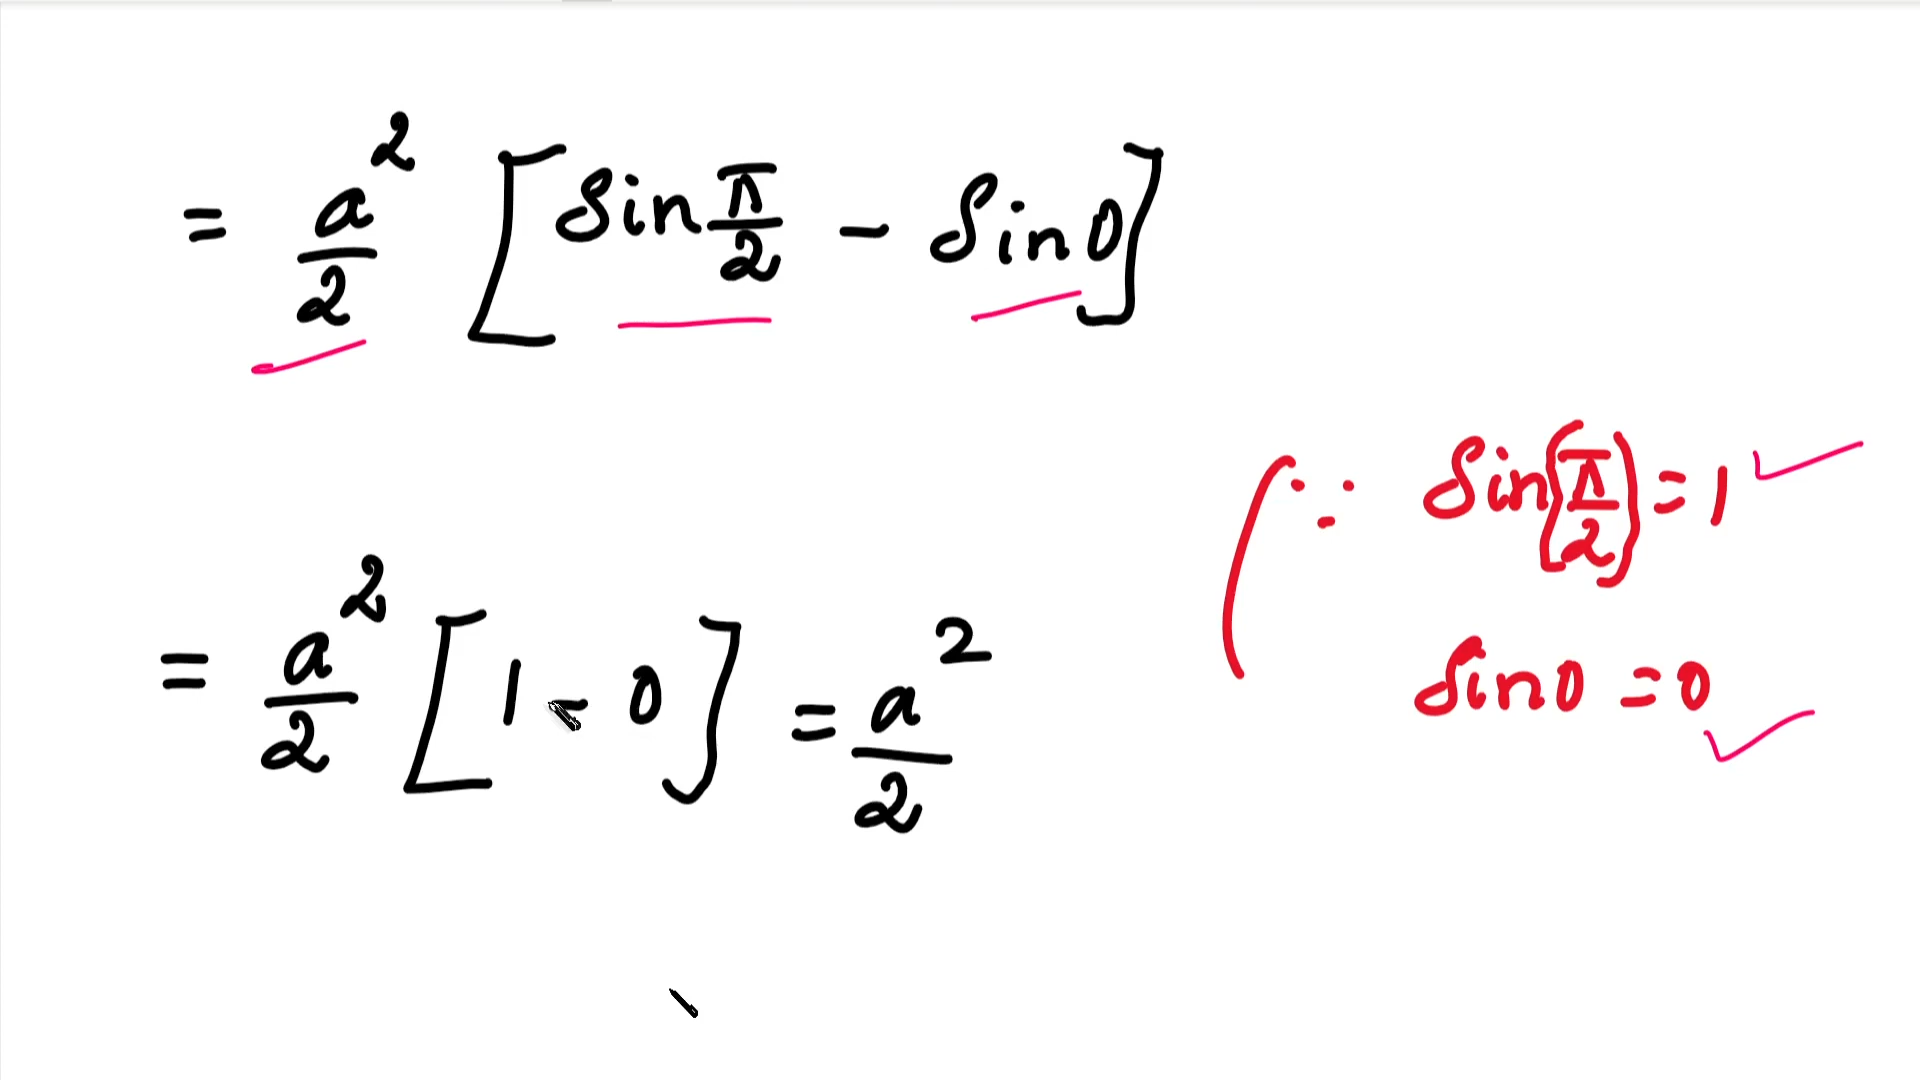 = a²/2 [sin π/2 - sin 0]
(∵ sin(π/2) = 1
sin 0 = 0
= a²/2 [1 - 0] = a²/2